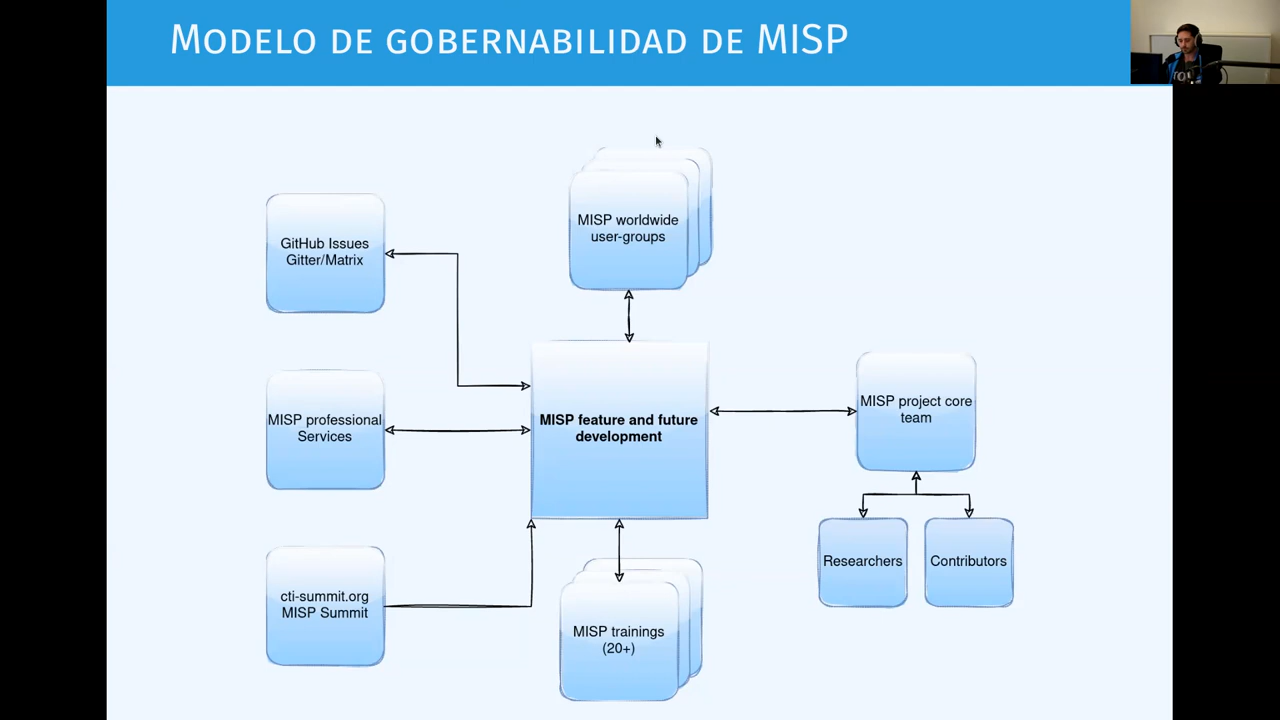 Modelo de gobernabilidad de MISP
MISP worldwide
user-groups
GitHub Issues
Gitter/Matrix
MISP professional
Services
MISP feature and future
development
MISP project core
team
Researchers
Contributors
cti-summit.org
MISP Summit
MISP trainings
(20+)